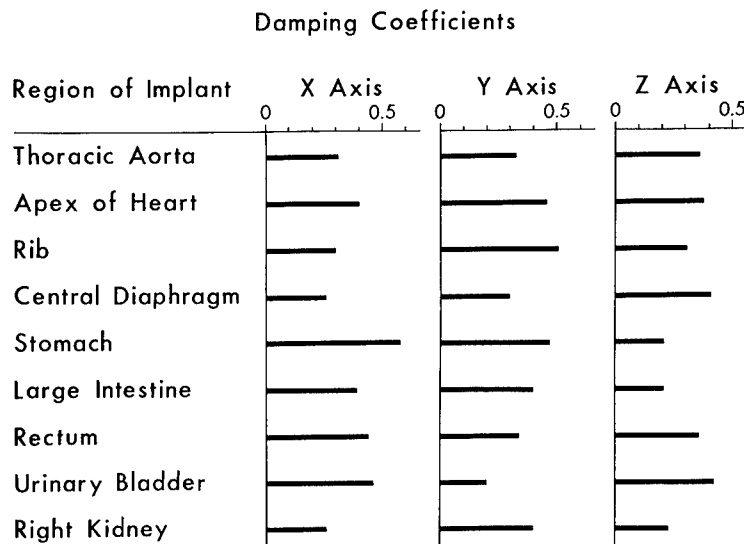 Damping Coefficients
Region of Implant X Axis Y Axis Z Axis
0 0.5 0 0.5 0 0.5
Thoracic Aorta
Apex of Heart
Rib
Central Diaphragm
Stomach
Large Intestine
Rectum
Urinary Bladder
Right Kidney